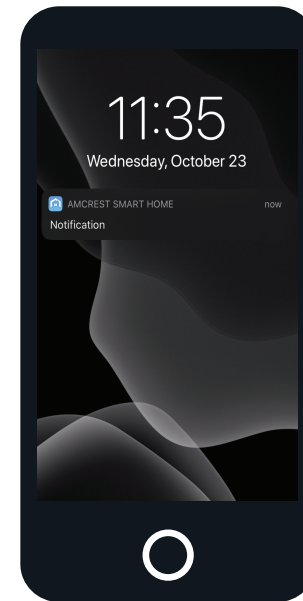 11:35
Wednesday, October 23
AMCREST SMART HOME now
Notification